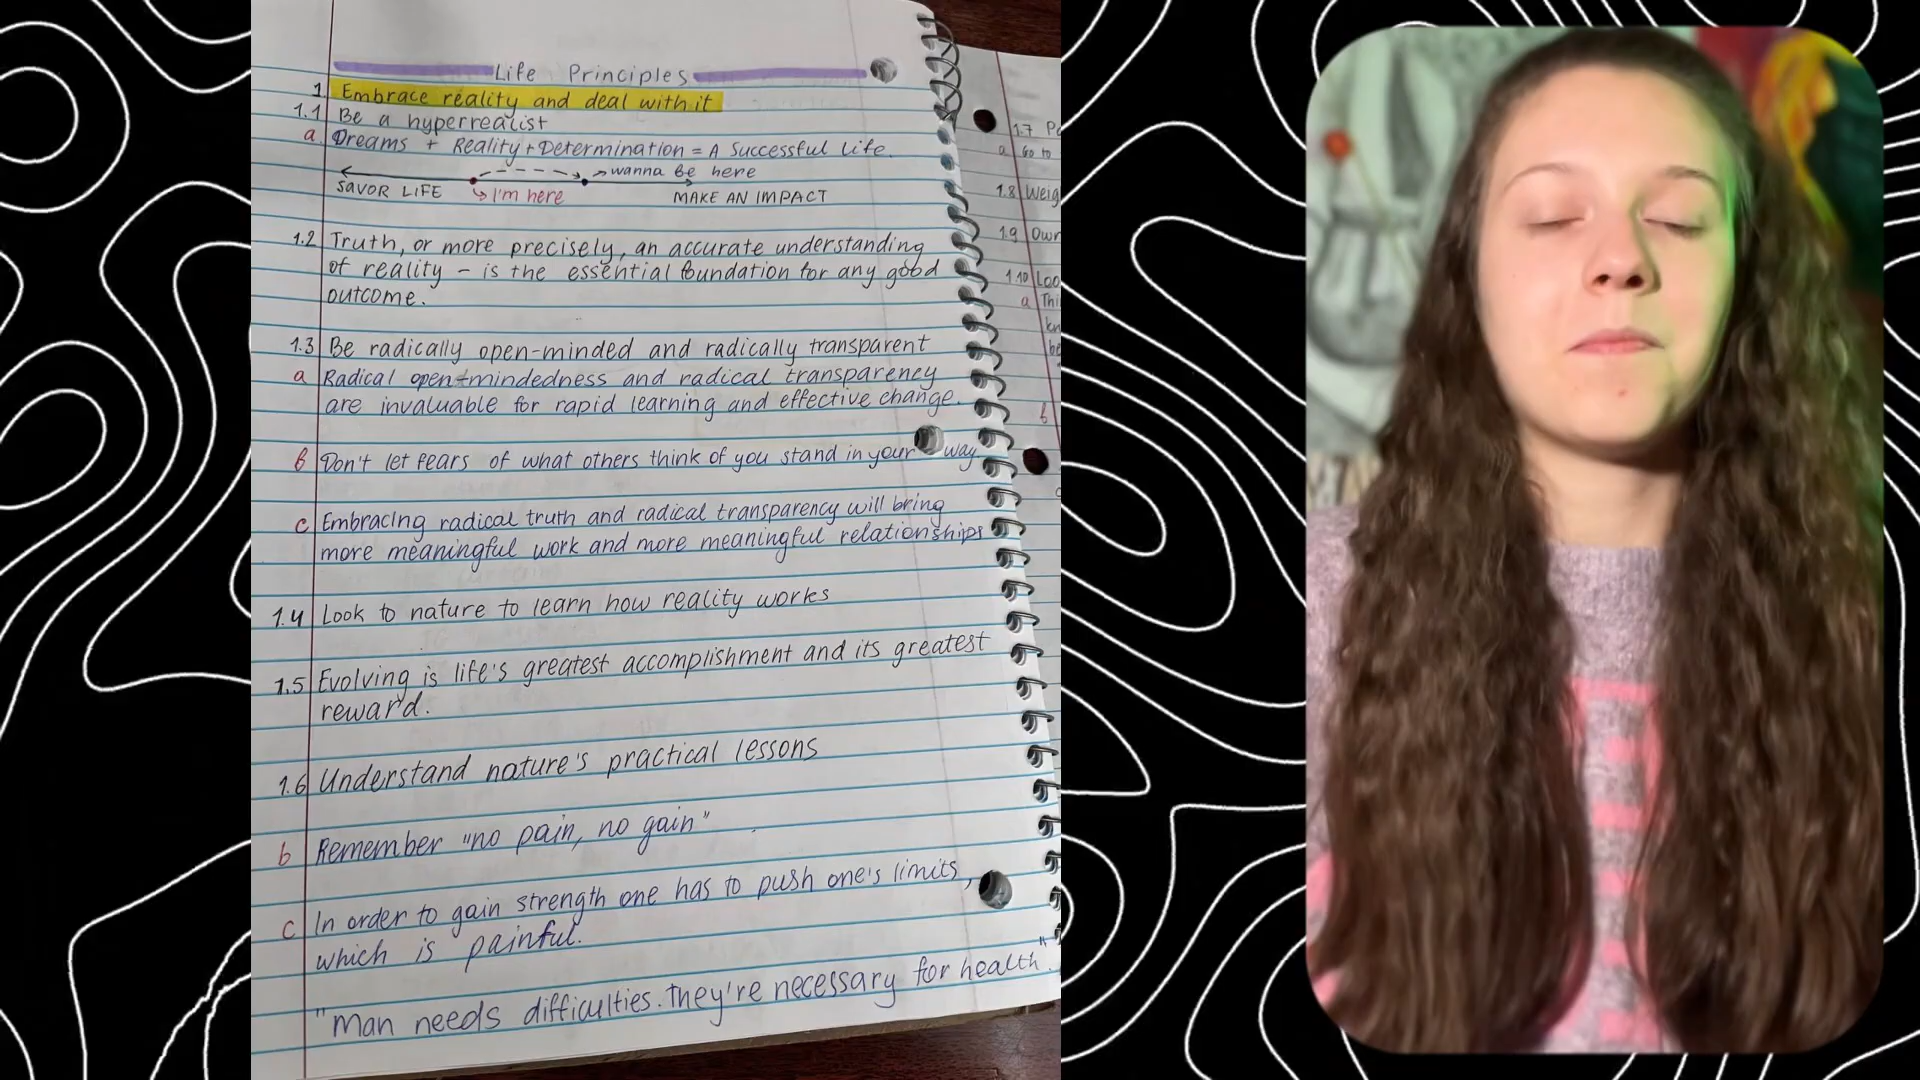 Life Principles
1. Embrace reality and deal with it
1.1 Be a hyperrealist
a Dreams + Reality + Determination = A Successful Life.
wanna be here
SAVOR LIFE I'm here MAKE AN IMPACT
1.2 Truth, or more precisely, an accurate understanding
of reality – is the essential foundation for any good
outcome.
1.3 Be radically open-minded and radically transparent
a Radical open-mindedness and radical transparency
are invaluable for rapid learning and effective change.
b Don't let fears of what others think of you stand in your way
c Embracing radical truth and radical transparency will bring
more meaningful work and more meaningful relationships
1.4 Look to nature to learn how reality works
1.5 Evolving is life's greatest accomplishment and its greatest
reward.
1.6 Understand nature's practical lessons
b Remember "no pain, no gain"
c In order to gain strength one has to push one's limits,
which is painful.
"Man needs difficulties. They're necessary for health".
1.7
a Go to
1.8
1.9 Own
1.10
a
b